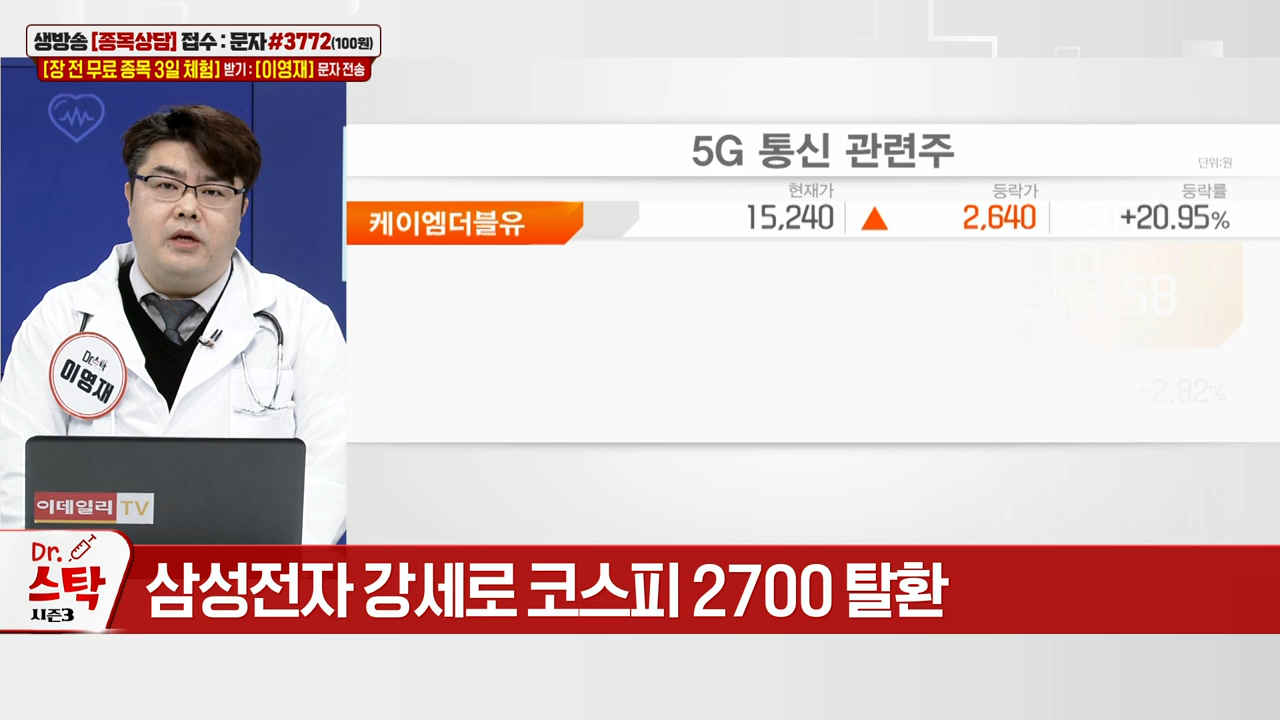 생방송 [종목상담] 접수 : 문자#3772(100원)
[장 전 무료 종목 3일 체험] 받기 : [이영재] 문자 전송
5G 통신 관련주
단위:원
현재가 등락가 등락률
케이엠더블유 15,240 ▲ 2,640 +20.95%
3.58
+2.82%
Dr.스탁
이영재
이데일리 TV
Dr.
스탁
시즌3
삼성전자 강세로 코스피 2700 탈환